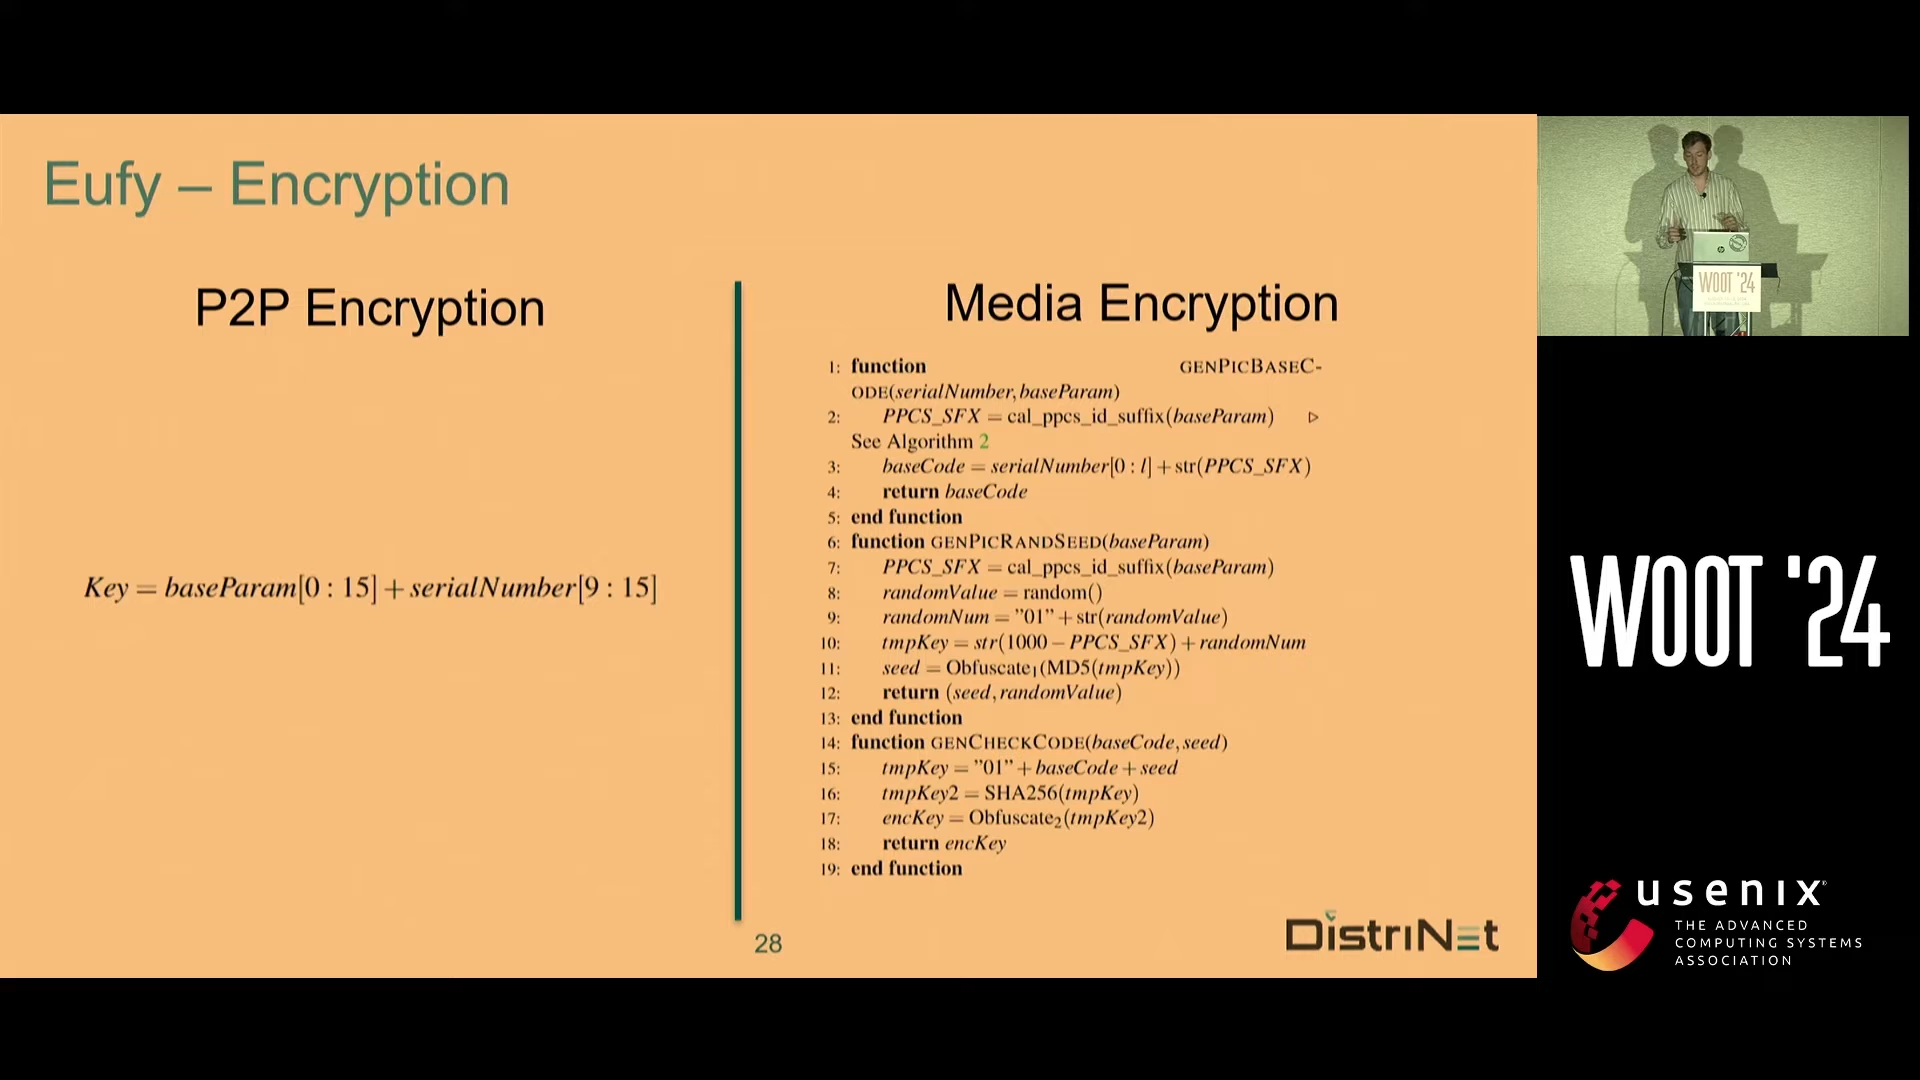 Eufy – Encryption
P2P Encryption
Key = baseParam[0 : 15] + serialNumber[9 : 15]
Media Encryption
1: function GENPICBASEC-
ODE(serialNumber, baseParam)
2: PPCS_SFX = cal_ppcs_id_suffix(baseParam) ▷
See Algorithm 2
3: baseCode = serialNumber[0 : l] + str(PPCS_SFX)
4: return baseCode
5: end function
6: function GENPICRANDSEED(baseParam)
7: PPCS_SFX = cal_ppcs_id_suffix(baseParam)
8: randomValue = random()
9: randomNum = ”01” + str(randomValue)
10: tmpKey = str(1000 − PPCS_SFX) + randomNum
11: seed = Obfuscate₁(MD5(tmpKey))
12: return (seed, randomValue)
13: end function
14: function GENCHECKCODE(baseCode, seed)
15: tmpKey = ”01” + baseCode + seed
16: tmpKey2 = SHA256(tmpKey)
17: encKey = Obfuscate₂(tmpKey2)
18: return encKey
19: end function
28
DistriNet
WOOT '24
WOOT '24
usenix
THE ADVANCED
COMPUTING SYSTEMS
ASSOCIATION